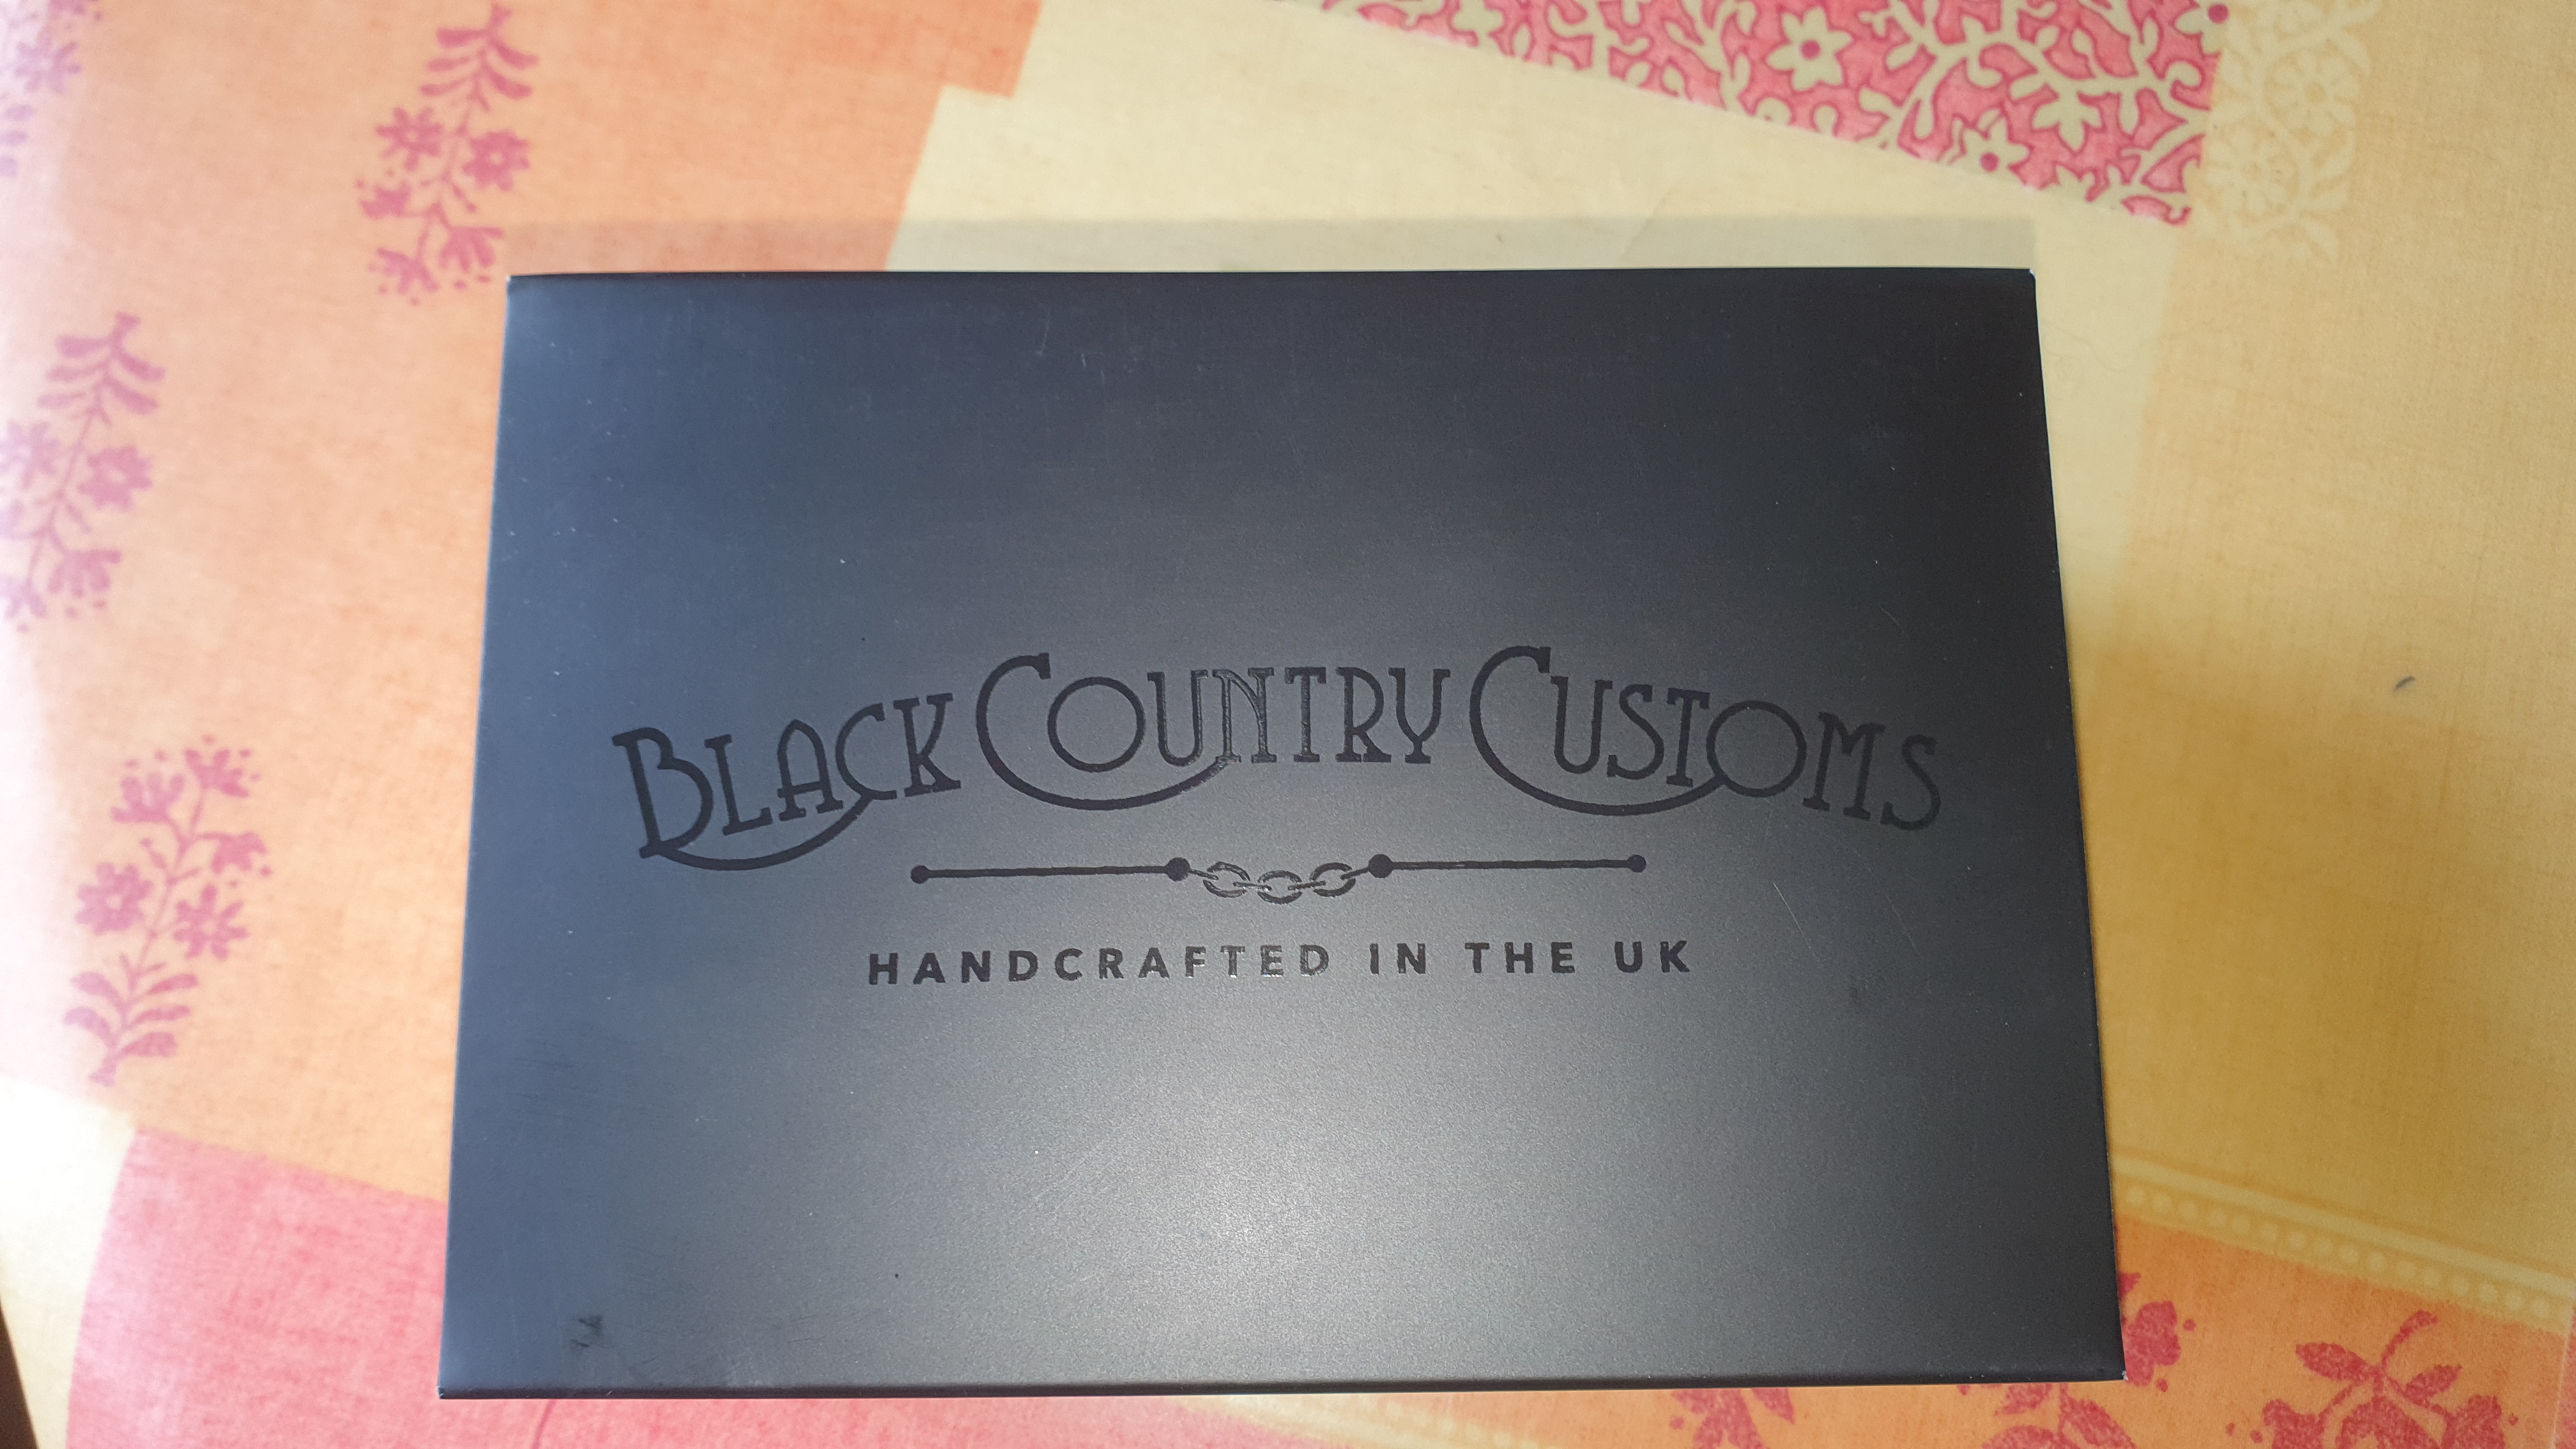 BLACK COUNTRY CUSTOMS
HANDCRAFTED IN THE UK